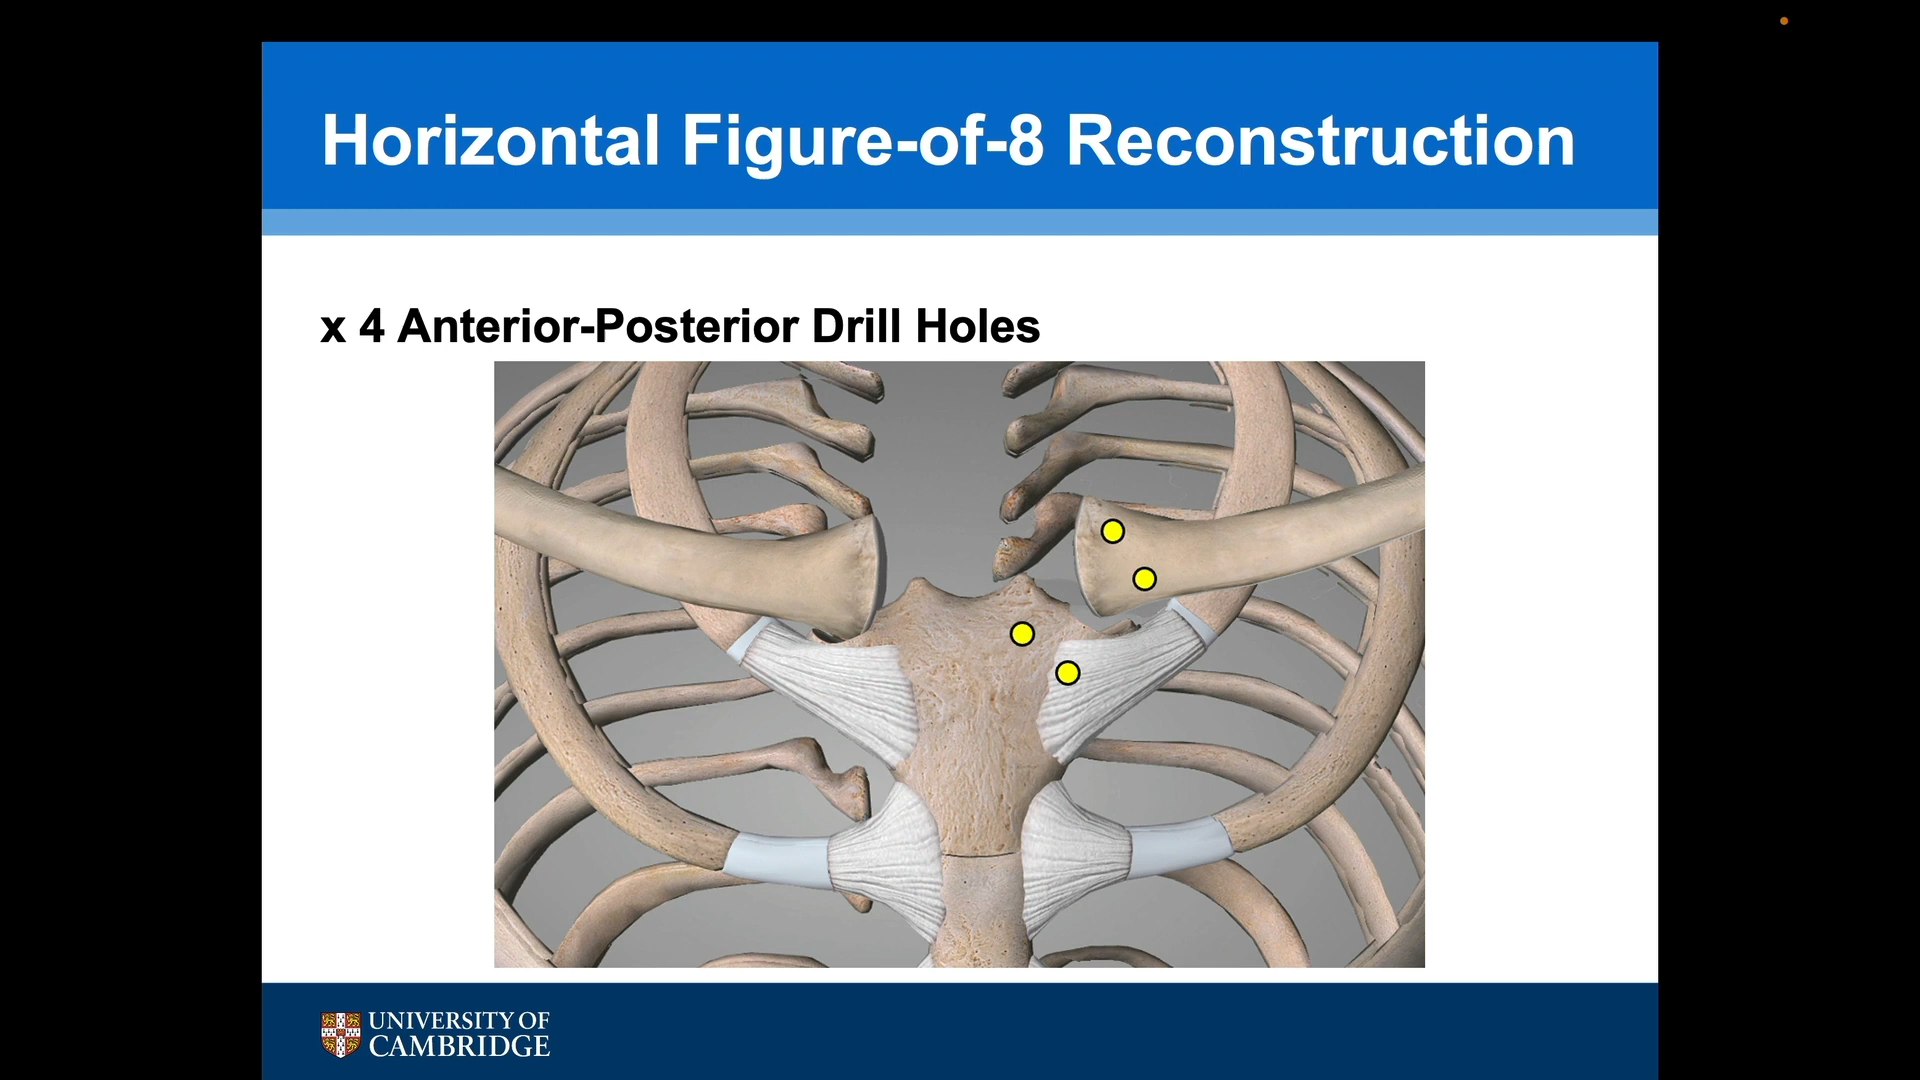 Horizontal Figure-of-8 Reconstruction
x 4 Anterior-Posterior Drill Holes
UNIVERSITY OF
CAMBRIDGE